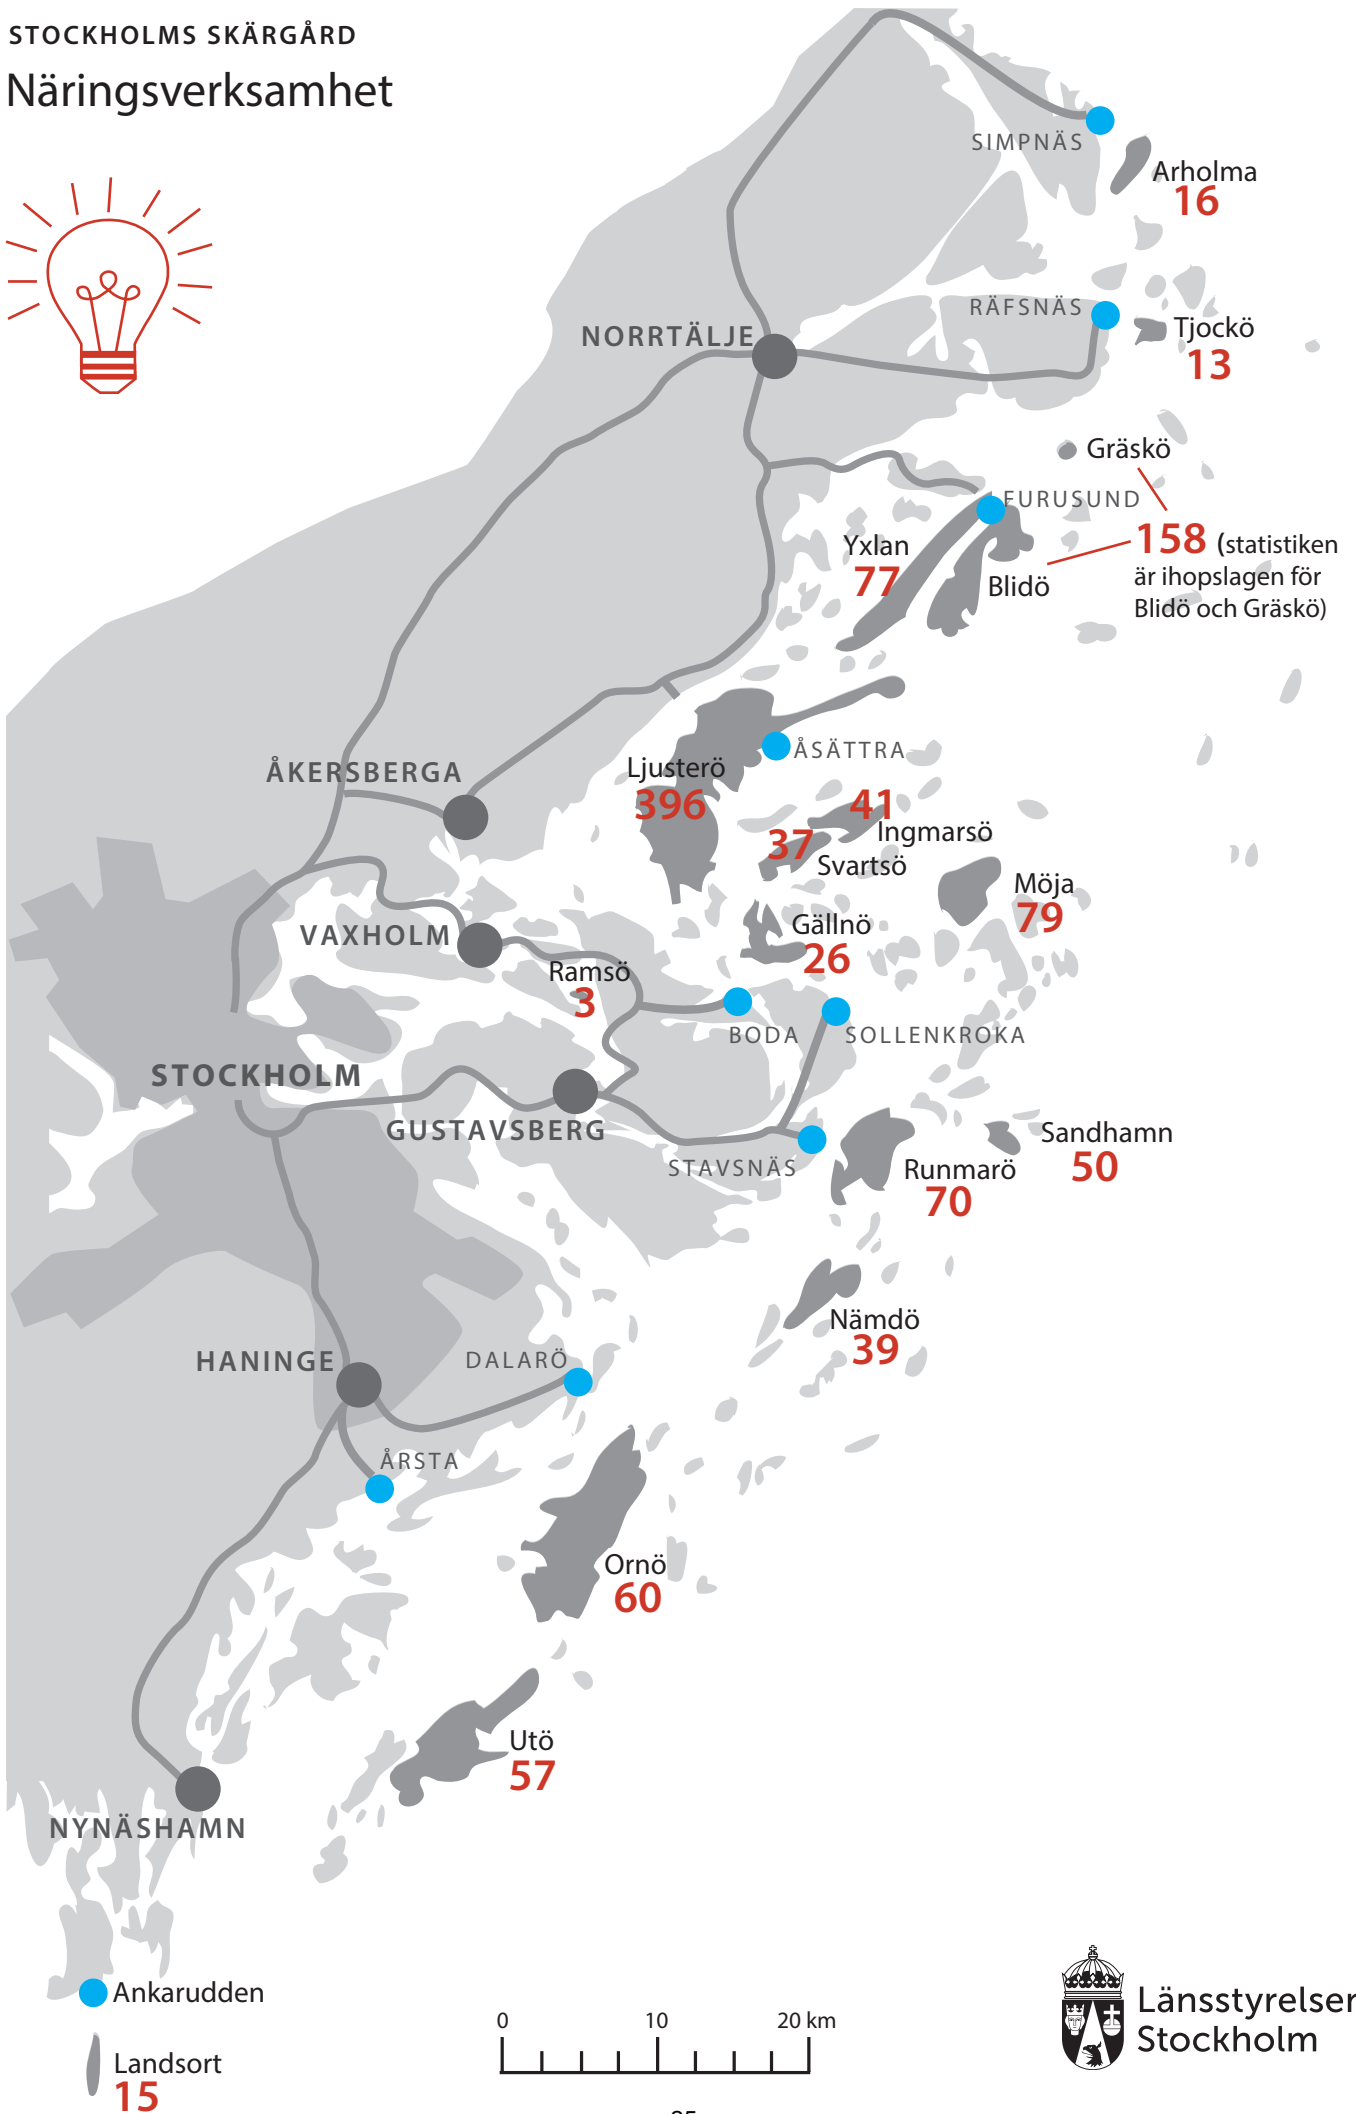 STOCKHOLMS SKÄRGÅRD
Näringsverksamhet
SIMPNÄS
Arholma
16
RÄFSNÄS
Tjockö
13
NORRTÄLJE
Gräskö
FURUSUND
158 (statistiken
är ihopslagen för
Blidö och Gräskö)
Yxlan
77
Blidö
ÅSÄTTRA
Ljusterö
396
ÅKERSBERGA
41
Ingmarsö
37
Svartsö
Möja
79
Gällnö
26
VAXHOLM
Ramsö
3
BODA
SOLLENKROKA
STOCKHOLM
GUSTAVSBERG
STAVSNÄS
Sandhamn
50
Runmarö
70
Nämdö
39
HANINGE
DALARÖ
ÅRSTA
Ornö
60
Utö
57
NYNÄSHAMN
Ankarudden
Landsort
15
0 10 20 km
Länsstyrelser
Stockholm